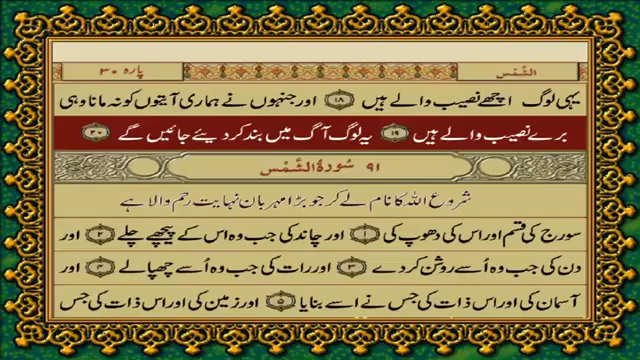 الشَّمْس پارہ ۳۰
یہی لوگ اچھے نصیب والے ہیں ۱۸ اور جنہوں نے ہماری آیتوں کو نہ مانا وہی
برے نصیب والے ہیں ۱۹ یہ لوگ آگ میں بند کر دیئے جائیں گے ۲۰
۹۱ سُورَةُ الشَّمْس
شروع اللہ کا نام لے کر جو بڑا مہربان نہایت رحم والا ہے
سورج کی قسم اور اس کی دھوپ کی ۱ اور چاند کی جب وہ اس کے پیچھے چلے ۲ اور
دن کی جب وہ اُسے روشن کر دے ۳ اور رات کی جب وہ اُسے چھپا لے ۴ اور
آسمان کی اور اس ذات کی جس نے اسے بنایا ۵ اور زمین کی اور اس ذات کی جس